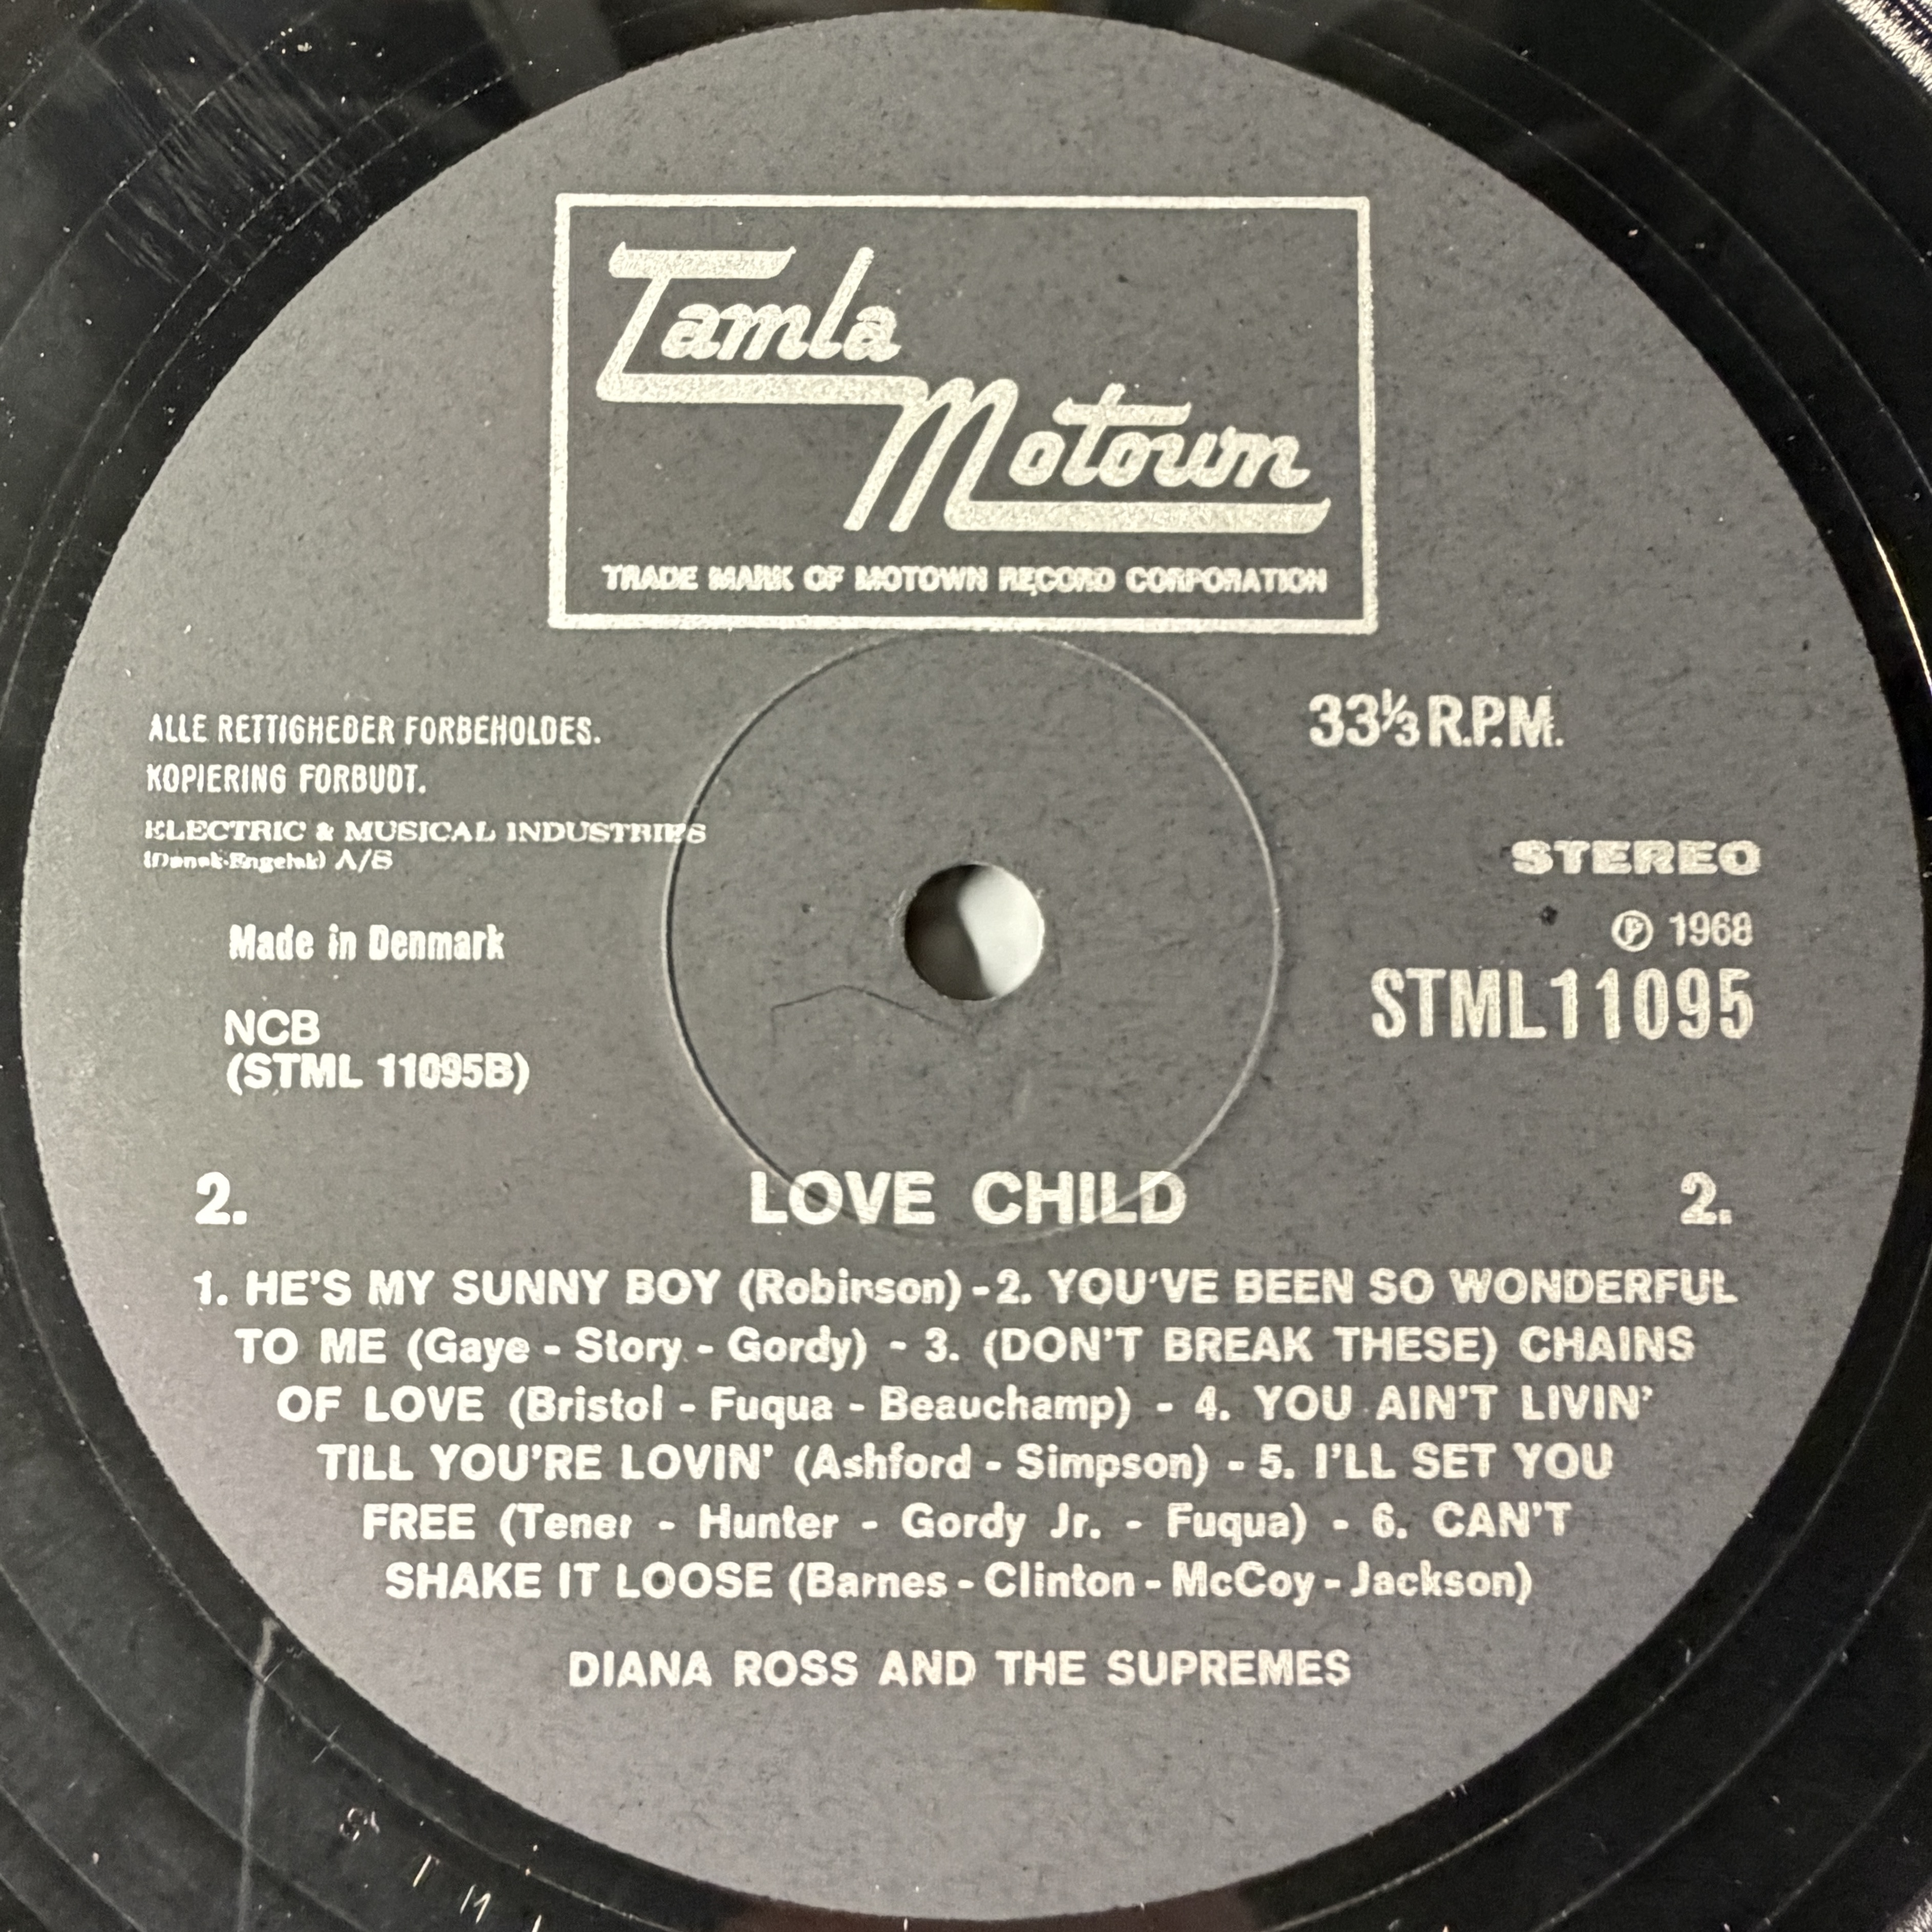 Tamla
Motown
TRADE MARK OF MOTOWN RECORD CORPORATION
ALLE RETTIGHEDER FORBEHOLDES.
KOPIERING FORBUDT.
ELECTRIC & MUSICAL INDUSTRIES
(Dansk-Engelsk) A/S
Made in Denmark
NCB
(STML 11095B)
33⅓ R.P.M.
STEREO
Ⓟ 1968
STML11095
2. LOVE CHILD 2.
1. HE'S MY SUNNY BOY (Robinson) - 2. YOU'VE BEEN SO WONDERFUL
TO ME (Gaye - Story - Gordy) - 3. (DON'T BREAK THESE) CHAINS
OF LOVE (Bristol - Fuqua - Beauchamp) - 4. YOU AIN'T LIVIN'
TILL YOU'RE LOVIN' (Ashford - Simpson) - 5. I'LL SET YOU
FREE (Tener - Hunter - Gordy Jr. - Fuqua) - 6. CAN'T
SHAKE IT LOOSE (Barnes - Clinton - McCoy - Jackson)
DIANA ROSS AND THE SUPREMES